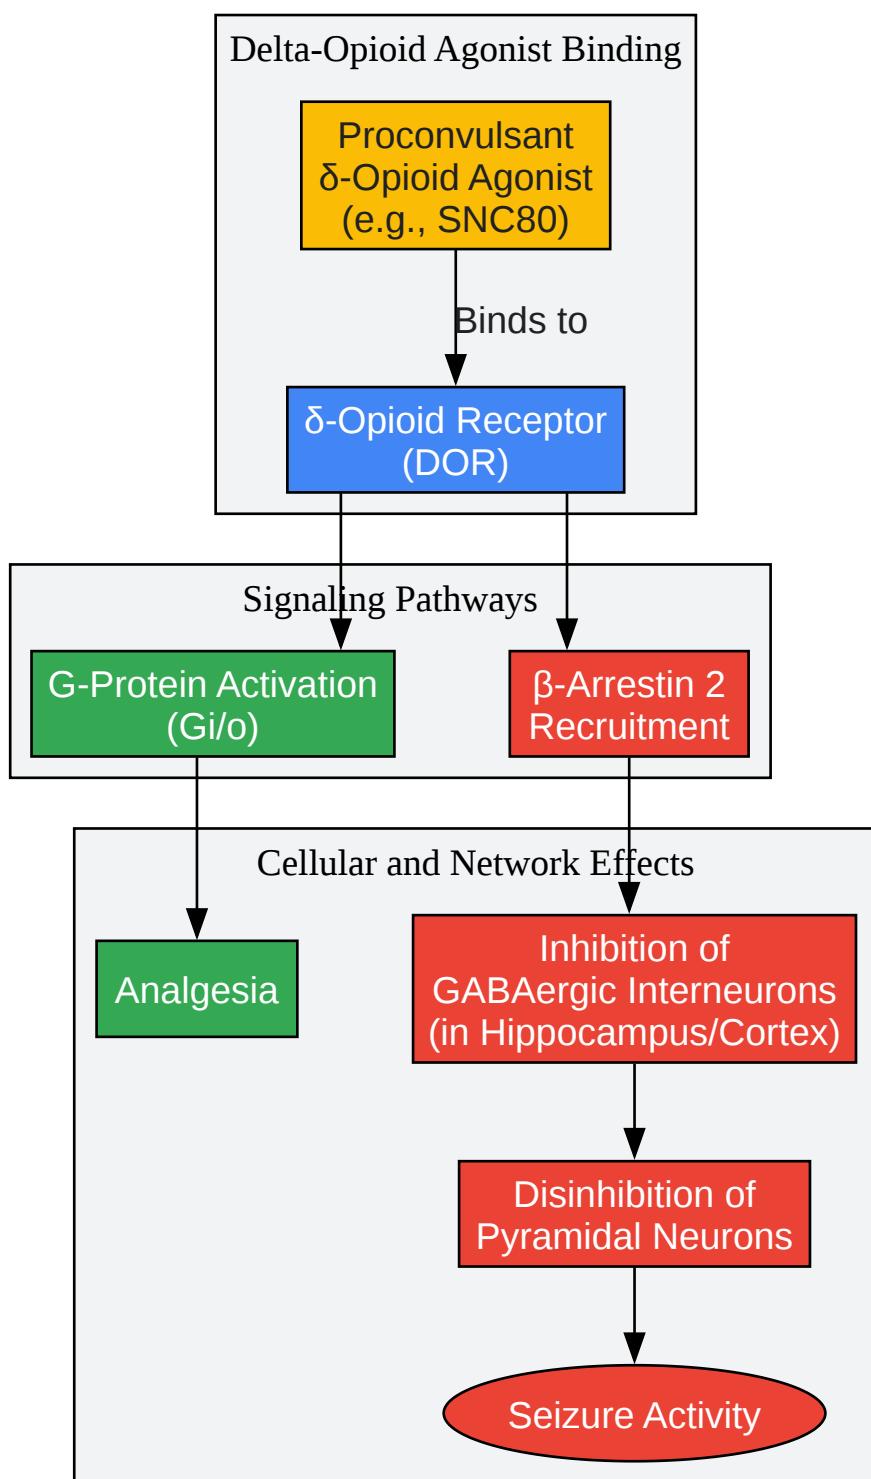 Delta-Opioid Agonist Binding
Proconvulsant
δ-Opioid Agonist
(e.g., SNC80)
Binds to
δ-Opioid Receptor
(DOR)
Signaling Pathways
G-Protein Activation
(Gi/o)
β-Arrestin 2
Recruitment
Cellular and Network Effects
Analgesia
Inhibition of
GABAergic Interneurons
(in Hippocampus/Cortex)
Disinhibition of
Pyramidal Neurons
Seizure Activity